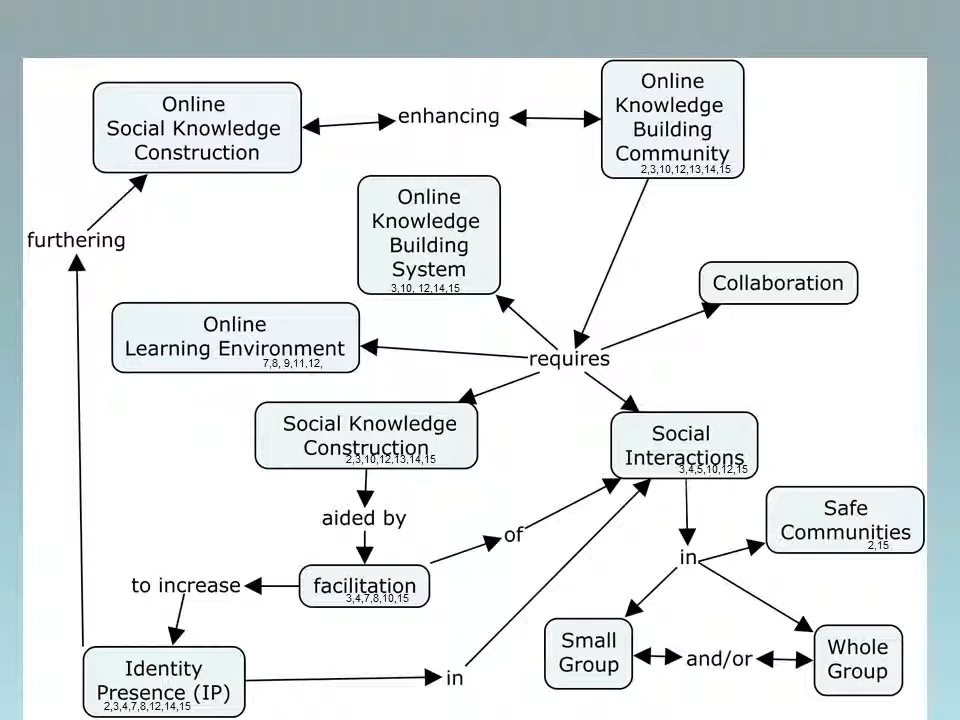 Online
Social Knowledge
Construction
enhancing
Online
Knowledge
Building
Community
2,3,10,12,13,14,15
Online
Knowledge
Building
System
3,10, 12,14,15
furthering
Collaboration
Online
Learning Environment
7,8, 9,11,12,
requires
Social Knowledge
Construction
2,3,10,12,13,14,15
Social
Interactions
3,4,5,10,12,15
aided by
of
Safe
Communities
2,15
in
to increase
facilitation
3,4,7,8,10,15
Small
Group
and/or
Whole
Group
Identity
Presence (IP)
2,3,4,7,8,12,14,15
in